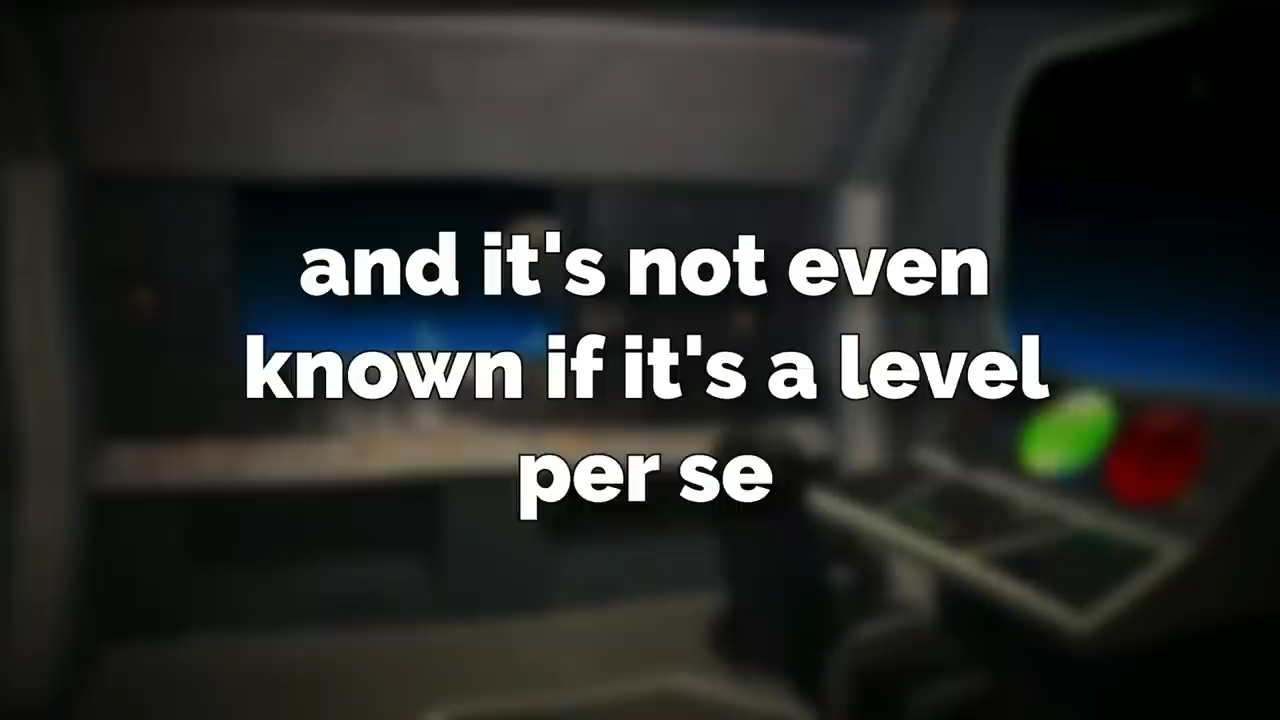 and it's not even
known if it's a level
per se